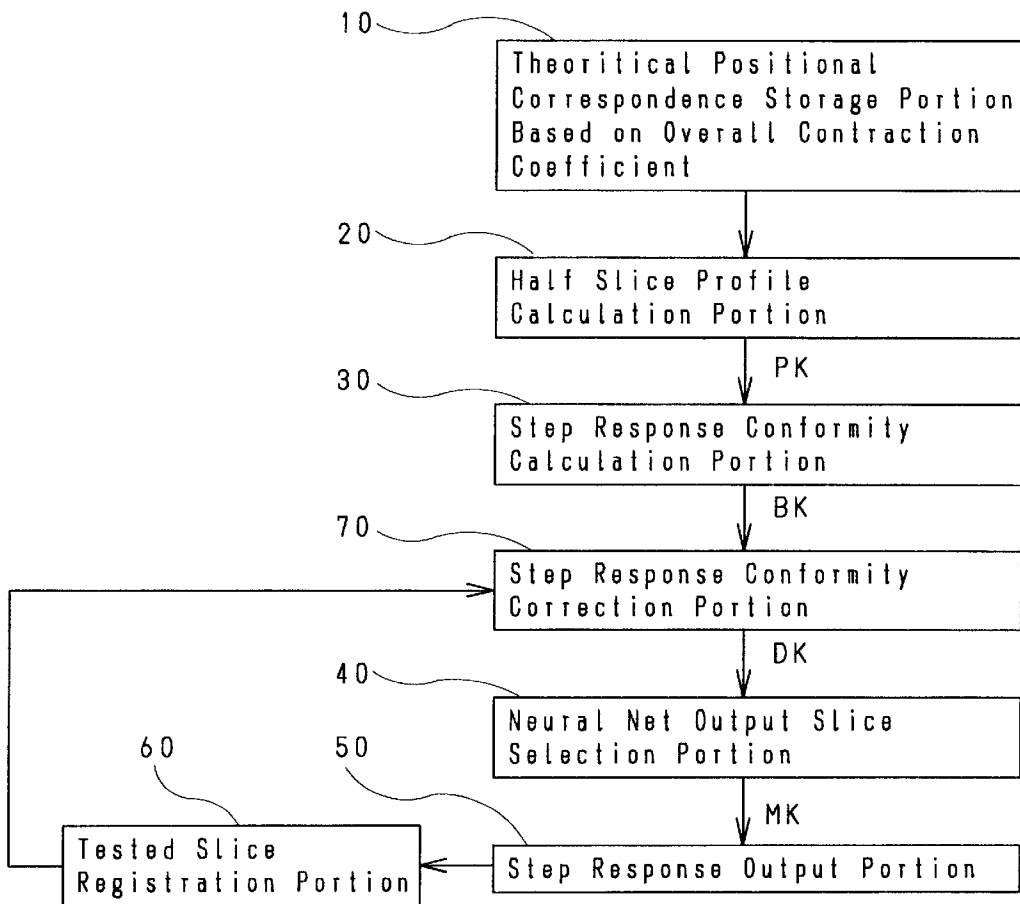 10
Theoritical Positional
Correspondence Storage Portion
Based on Overall Contraction
Coefficient
20
Half Slice Profile
Calculation Portion
PK
30
Step Response Conformity
Calculation Portion
BK
70
Step Response Conformity
Correction Portion
DK
40
Neural Net Output Slice
Selection Portion
MK
50
Step Response Output Portion
60
Tested Slice
Registration Portion